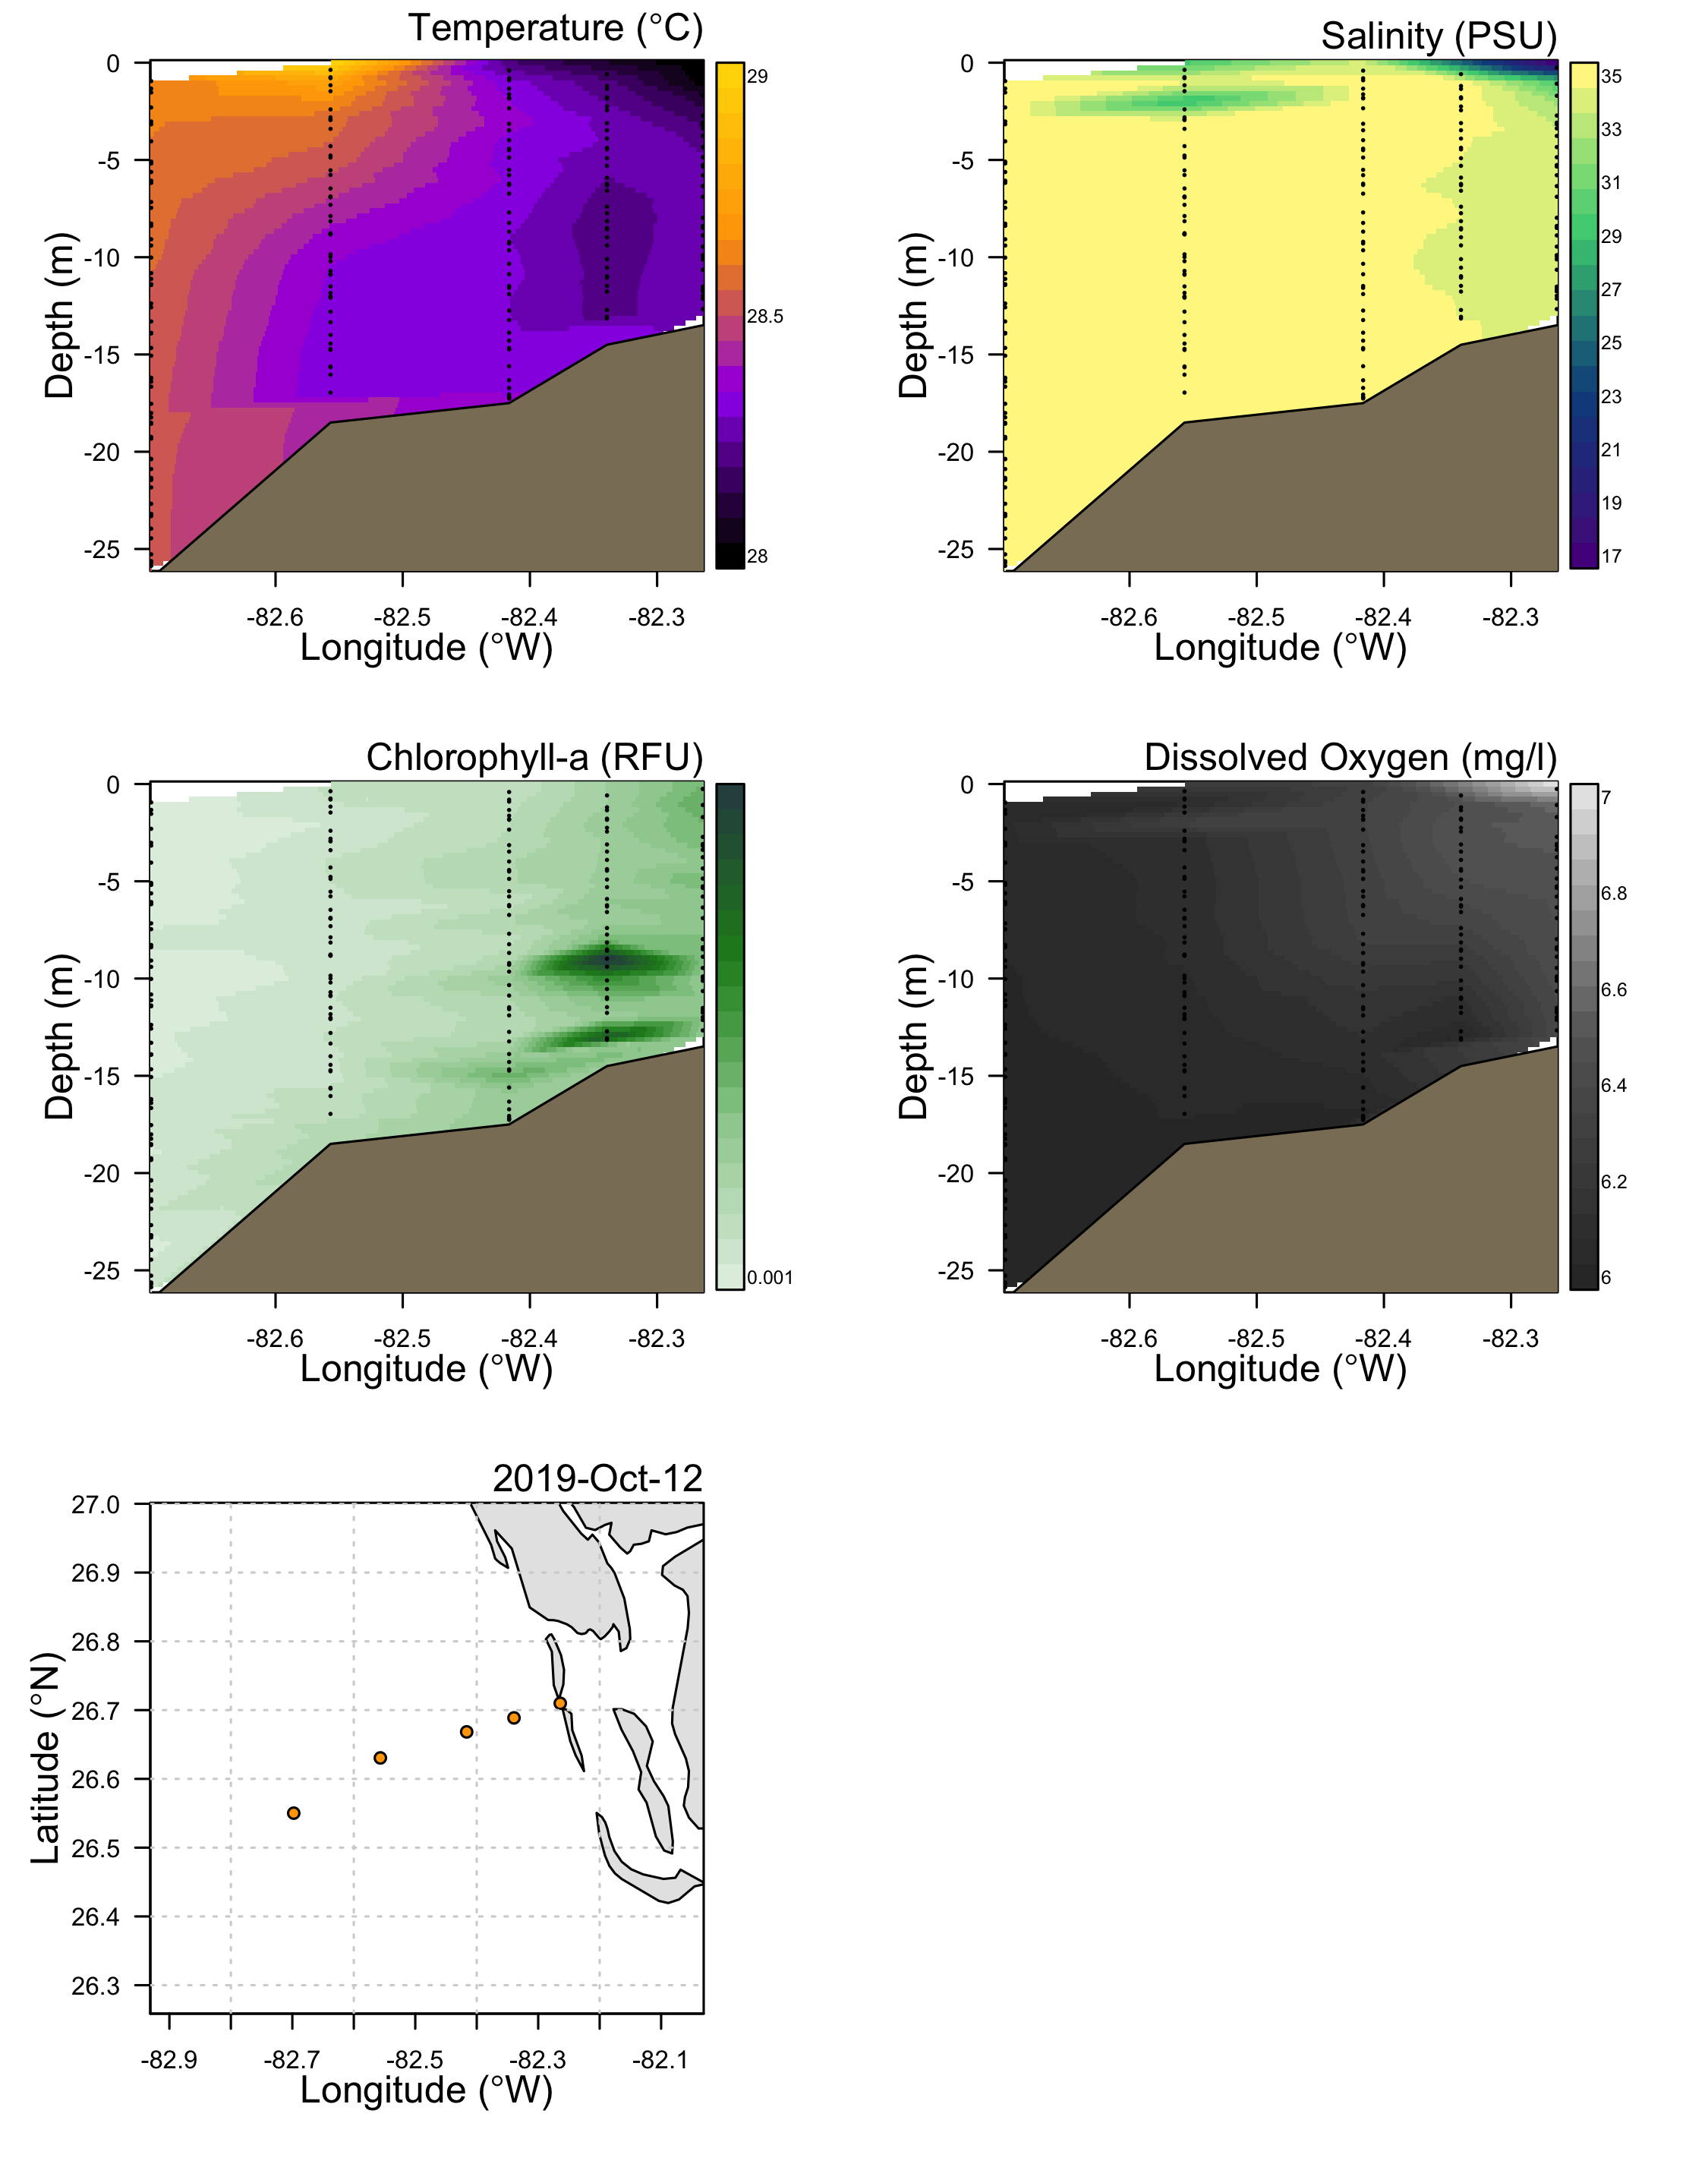 Temperature (°C)
0
-5
-10
-15
-20
-25
Depth (m)
29
28.5
28
-82.6 -82.5 -82.4 -82.3
Longitude (°W)
Salinity (PSU)
0
-5
-10
-15
-20
-25
Depth (m)
35
33
31
29
27
25
23
21
19
17
-82.6 -82.5 -82.4 -82.3
Longitude (°W)
Chlorophyll-a (RFU)
0
-5
-10
-15
-20
-25
Depth (m)
0.001
-82.6 -82.5 -82.4 -82.3
Longitude (°W)
Dissolved Oxygen (mg/l)
0
-5
-10
-15
-20
-25
Depth (m)
7
6.8
6.6
6.4
6.2
6
-82.6 -82.5 -82.4 -82.3
Longitude (°W)
2019-Oct-12
27.0
26.9
26.8
26.7
26.6
26.5
26.4
26.3
Latitude (°N)
-82.9 -82.7 -82.5 -82.3 -82.1
Longitude (°W)